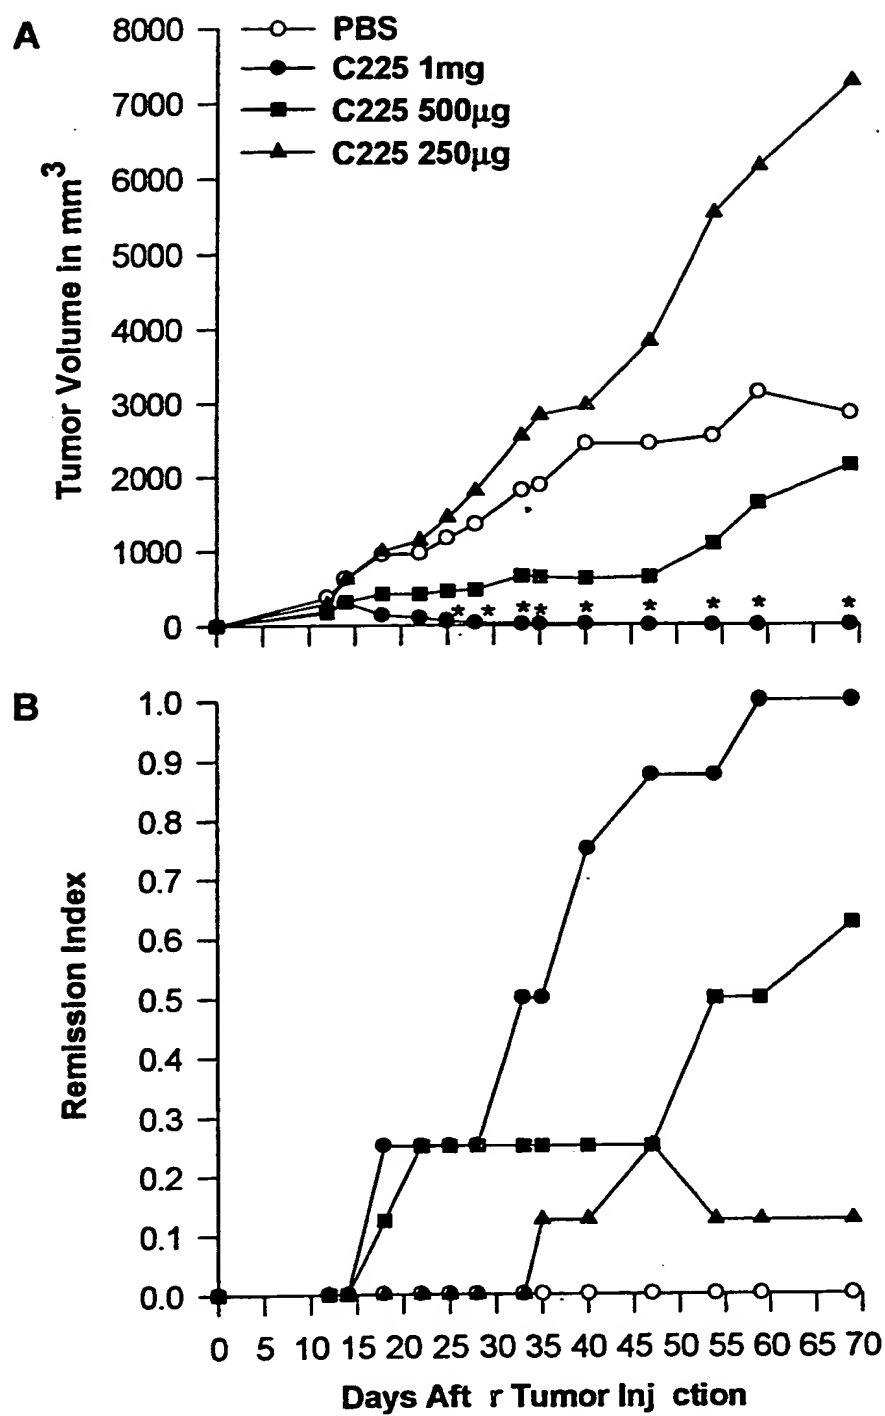 A
8000
7000
6000
5000
4000
3000
2000
1000
0
Tumor Volume in mm³
PBS
C225 1mg
C225 500μg
C225 250μg
* * * * * * * * *
B
1.0
0.9
0.8
0.7
0.6
0.5
0.4
0.3
0.2
0.1
0.0
Remission Index
0 5 10 15 20 25 30 35 40 45 50 55 60 65 70
Days Aft r Tumor Inj ction